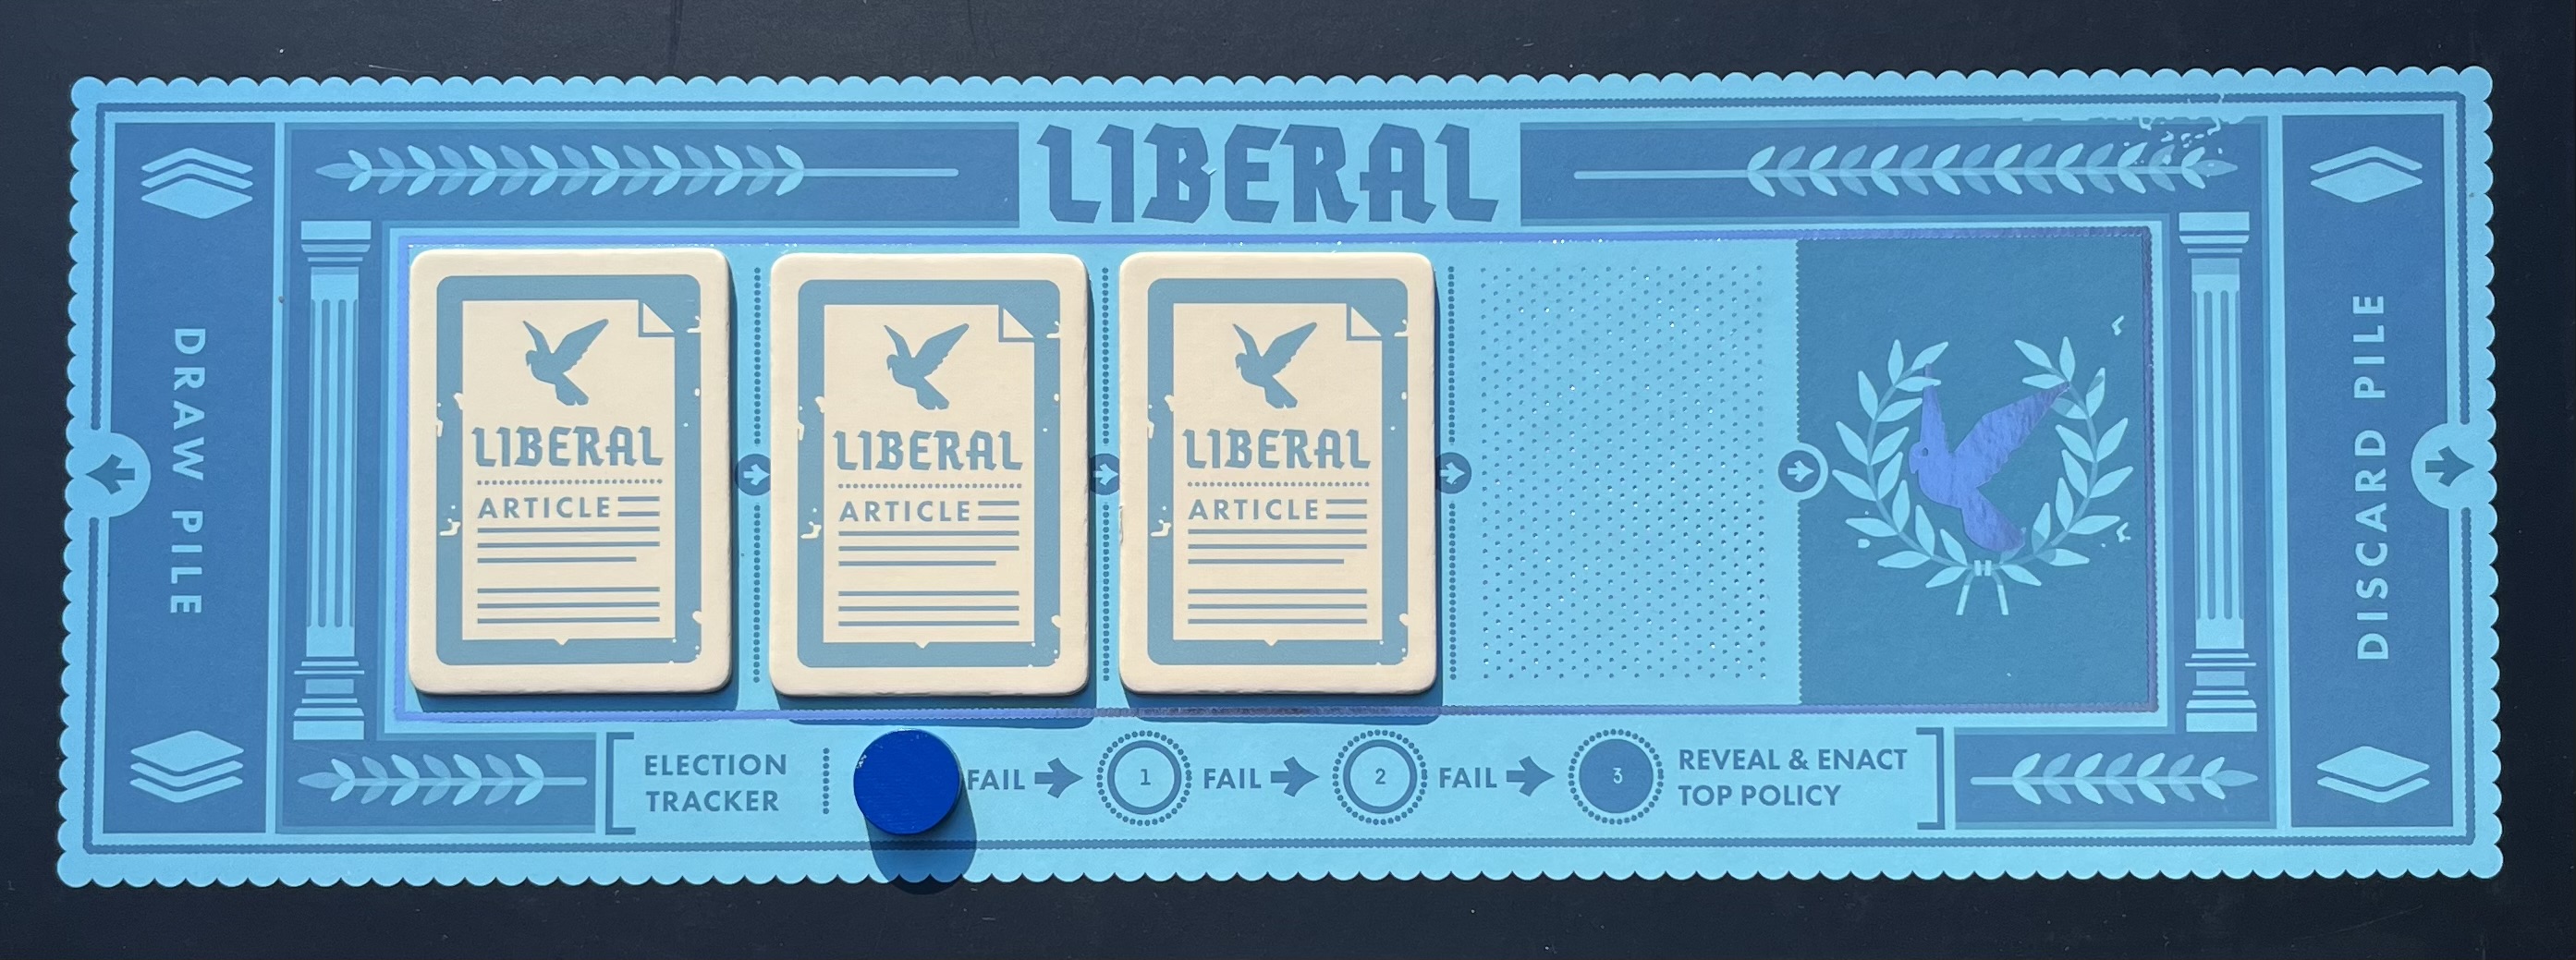 LIBERAL
DRAW PILE
LIBERAL
ARTICLE
LIBERAL
ARTICLE
LIBERAL
ARTICLE
DISCARD PILE
ELECTION
TRACKER
FAIL
1
FAIL
2
FAIL
3
REVEAL & ENACT
TOP POLICY